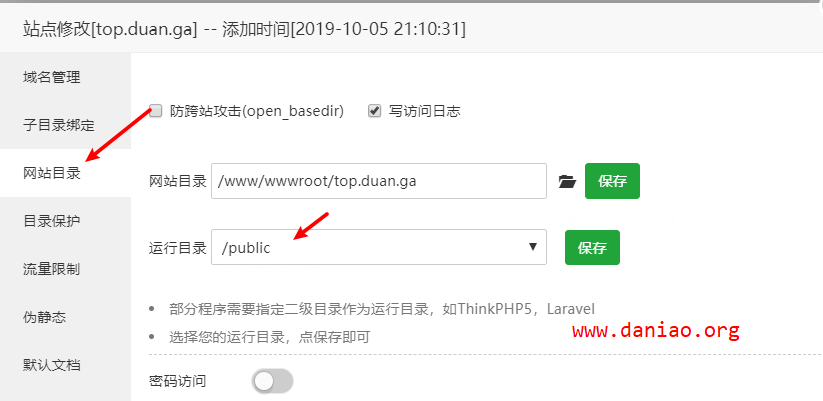 站点修改[top.duan.ga] -- 添加时间[2019-10-05 21:10:31]
域名管理
子目录绑定
网站目录
目录保护
流量限制
伪静态
默认文档
防跨站攻击(open_basedir) 写访问日志
网站目录 /www/wwwroot/top.duan.ga 保存
运行目录 /public 保存
部分程序需要指定二级目录作为运行目录，如ThinkPHP5，Laravel
选择您的运行目录，点保存即可
www.daniao.org
密码访问